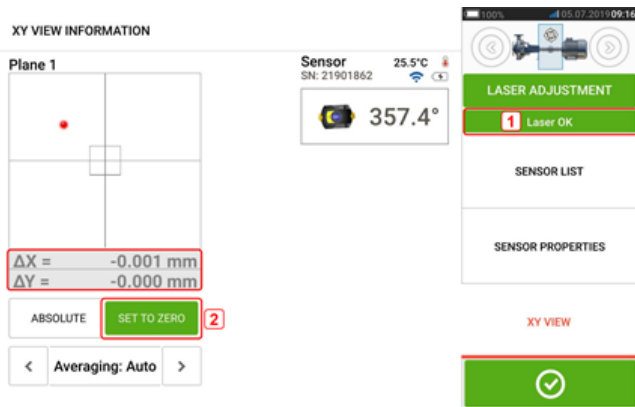 XY VIEW INFORMATION
Plane 1
ΔX = -0.001 mm
ΔY = -0.000 mm
ABSOLUTE
SET TO ZERO
2
< Averaging: Auto >
Sensor 25.5°C
SN: 21901862
357.4°
100% 05.07.2019 09:16
LASER ADJUSTMENT
1 Laser OK
SENSOR LIST
SENSOR PROPERTIES
XY VIEW